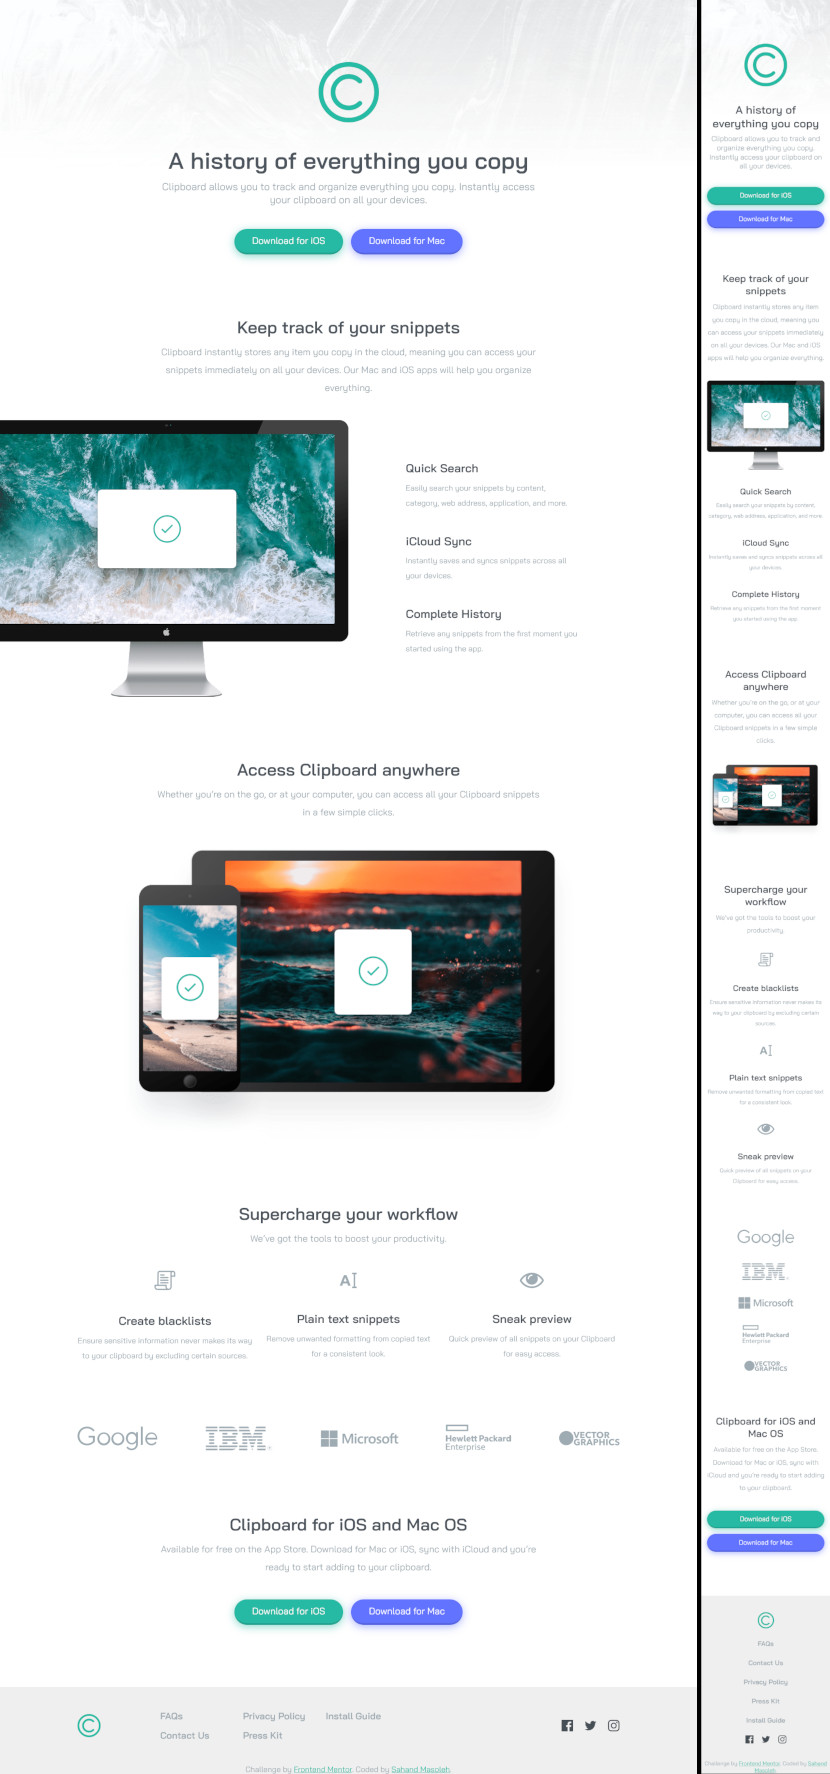 A history of everything you copy
Clipboard allows you to track and organize everything you copy. Instantly access
your clipboard on all your devices.
Download for iOS
Download for Mac
Keep track of your snippets
Clipboard instantly stores any item you copy in the cloud, meaning you can access your
snippets immediately on all your devices. Our Mac and iOS apps will help you organize
everything.
Quick Search
Easily search your snippets by content,
category, web address, application, and more.
iCloud Sync
Instantly saves and syncs snippets across all
your devices.
Complete History
Retrieve any snippets from the first moment you
started using the app.
Access Clipboard anywhere
Whether you're on the go, or at your computer, you can access all your Clipboard snippets
in a few simple clicks.
Supercharge your workflow
We've got the tools to boost your productivity.
Create blacklists
Ensure sensitive information never makes its way
to your clipboard by excluding certain sources.
Plain text snippets
Remove unwanted formatting from copied text
for a consistent look.
Sneak preview
Quick preview of all snippets on your Clipboard
for easy access.
Google
IBM
Microsoft
Hewlett Packard
Enterprise
VECTOR
GRAPHICS
Clipboard for iOS and Mac OS
Available for free on the App Store. Download for Mac or iOS, sync with iCloud and you're
ready to start adding to your clipboard.
Download for iOS
Download for Mac
FAQs
Contact Us
Privacy Policy
Press Kit
Install Guide
Challenge by Frontend Mentor. Coded by Sahand Masoleh.
A history of
everything you copy
Clipboard allows you to track and
organize everything you copy.
Instantly access your clipboard on
all your devices.
Download for iOS
Download for Mac
Keep track of your
snippets
Clipboard instantly stores any item
you copy in the cloud, meaning you
can access your snippets immediately
on all your devices. Our Mac and iOS
apps will help you organize everything.
Quick Search
Easily search your snippets by content,
category, web address, application, and more.
iCloud Sync
Instantly saves and syncs snippets across all
your devices.
Complete History
Retrieve any snippets from the first moment
you started using the app.
Access Clipboard
anywhere
Whether you're on the go, or at your
computer, you can access all your
Clipboard snippets in a few simple
clicks.
Supercharge your
workflow
We've got the tools to boost your
productivity.
Create blacklists
Ensure sensitive information never makes its
way to your clipboard by excluding certain
sources.
Plain text snippets
Remove unwanted formatting from copied text
for a consistent look.
Sneak preview
Quick preview of all snippets on your
Clipboard for easy access.
Google
IBM
Microsoft
Hewlett Packard
Enterprise
VECTOR
GRAPHICS
Clipboard for iOS and
Mac OS
Available for free on the App Store.
Download for Mac or iOS, sync with
iCloud and you're ready to start adding
to your clipboard.
Download for iOS
Download for Mac
FAQs
Contact Us
Privacy Policy
Press Kit
Install Guide
Challenge by Frontend Mentor. Coded by Sahand
Masoleh.